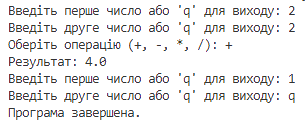 Введіть перше число або 'q' для виходу: 2
Введіть друге число або 'q' для виходу: 2
Оберіть операцію (+, -, *, /): +
Результат: 4.0
Введіть перше число або 'q' для виходу: 1
Введіть друге число або 'q' для виходу: q
Програма завершена.